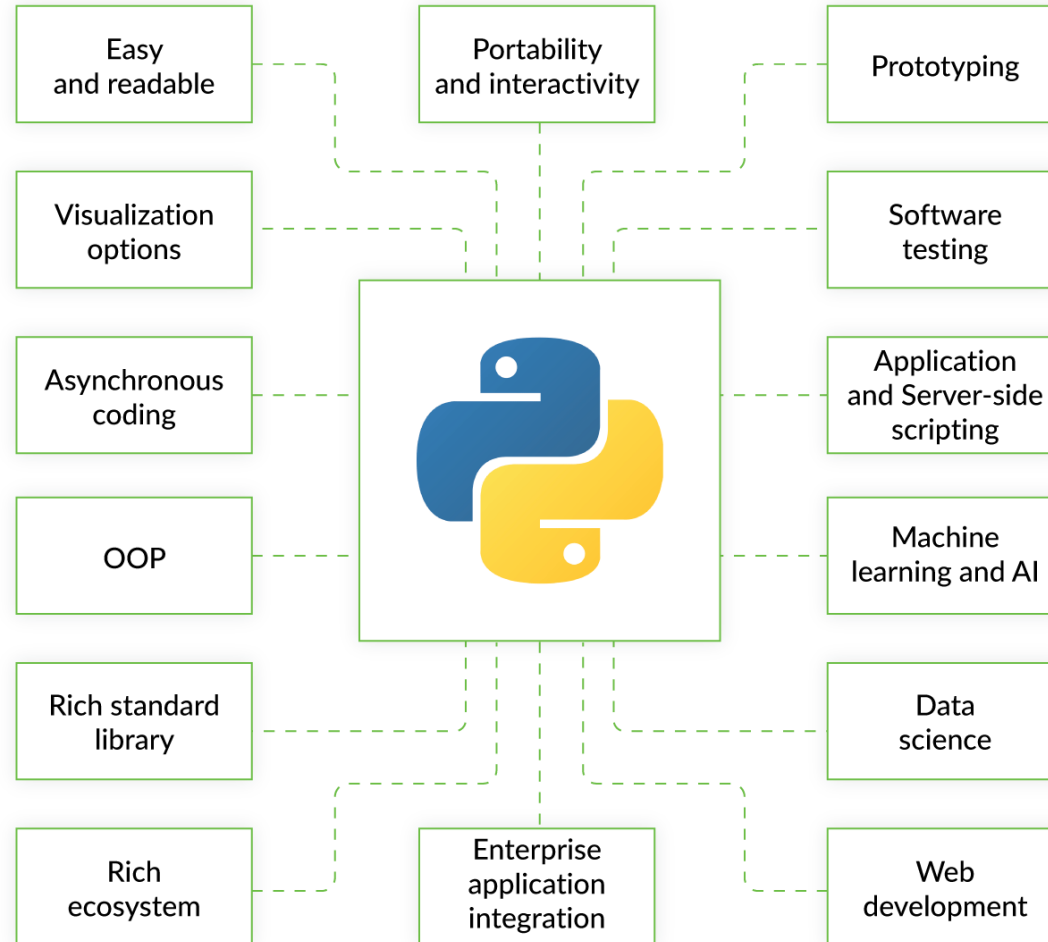 Easy
and readable
Portability
and interactivity
Prototyping
Visualization
options
Software
testing
Asynchronous
coding
Application
and Server-side
scripting
OOP
Machine
learning and AI
Rich standard
library
Data
science
Rich
ecosystem
Enterprise
application
integration
Web
development